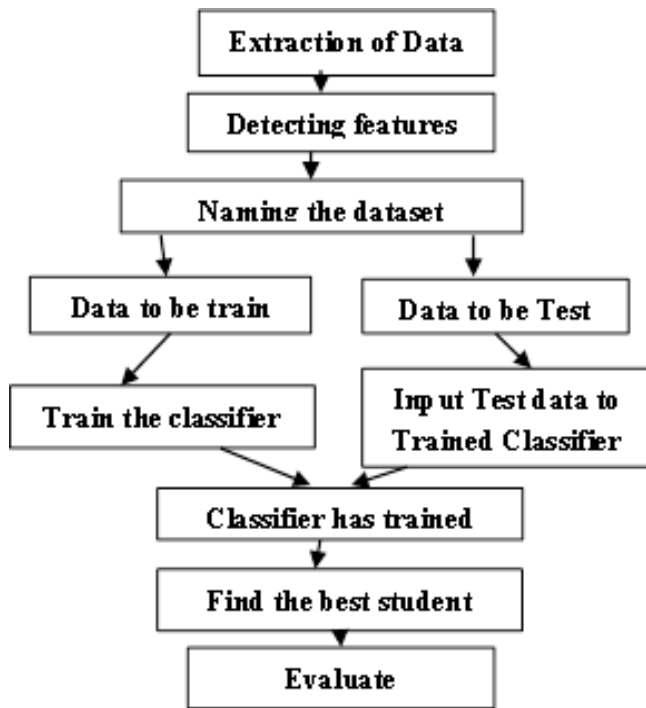 Extraction of Data
Detecting features
Naming the dataset
Data to be train
Data to be Test
Train the classifier
Input Test data to
Trained Classifier
Classifier has trained
Find the best student
Evaluate